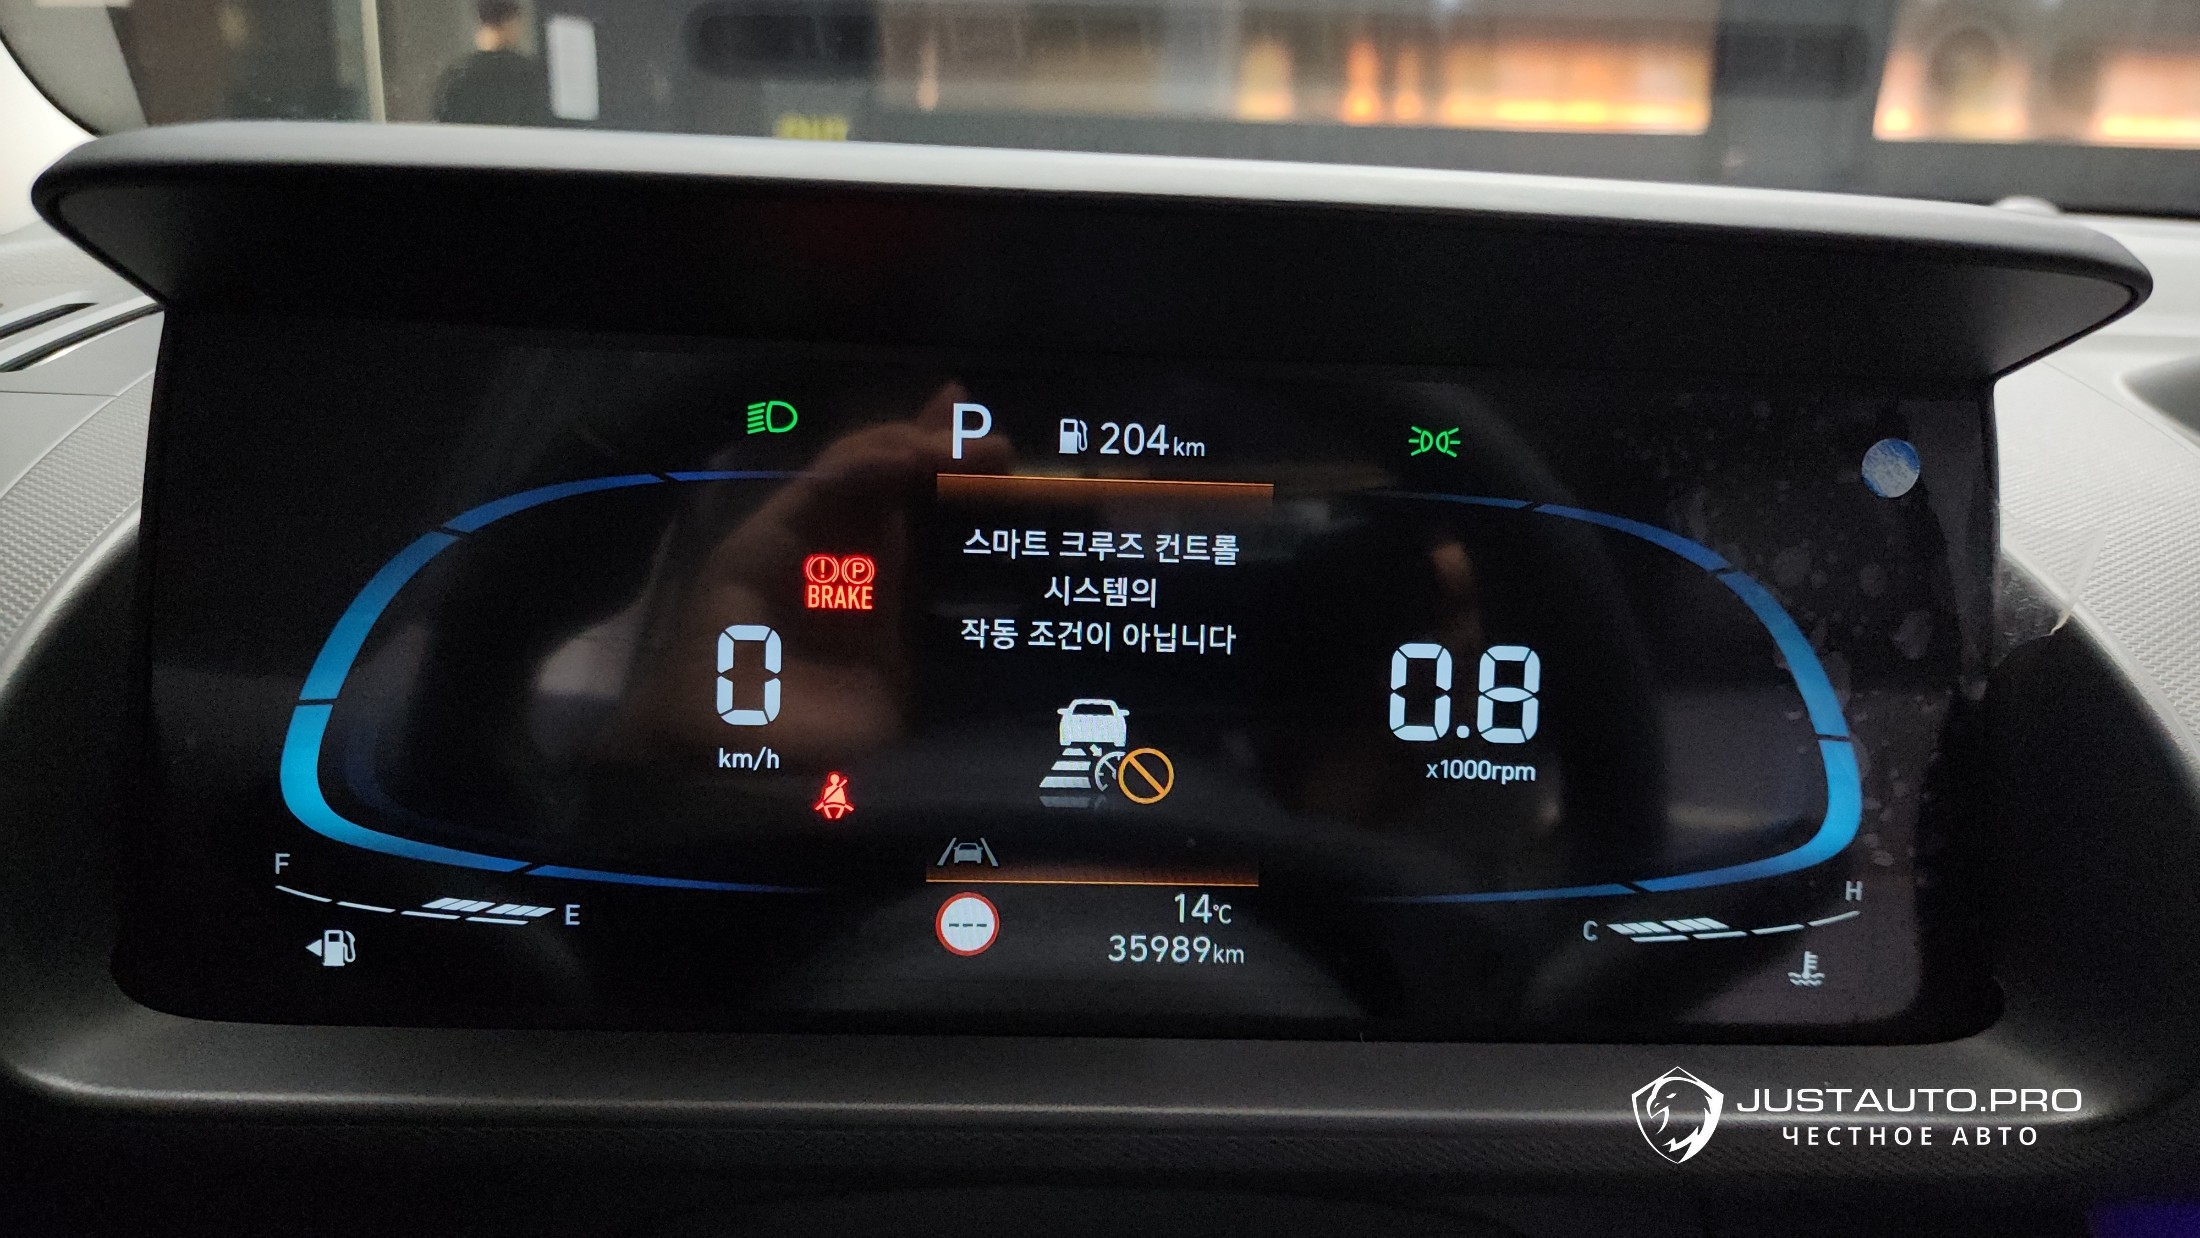 P 204km
스마트 크루즈 컨트롤
시스템의
작동 조건이 아닙니다
(!)(P)
BRAKE
0
km/h
0.8
x1000rpm
F
E
---
14℃
35989km
C
H
JUSTAUTO.PRO
ЧЕСТНОЕ АВТО